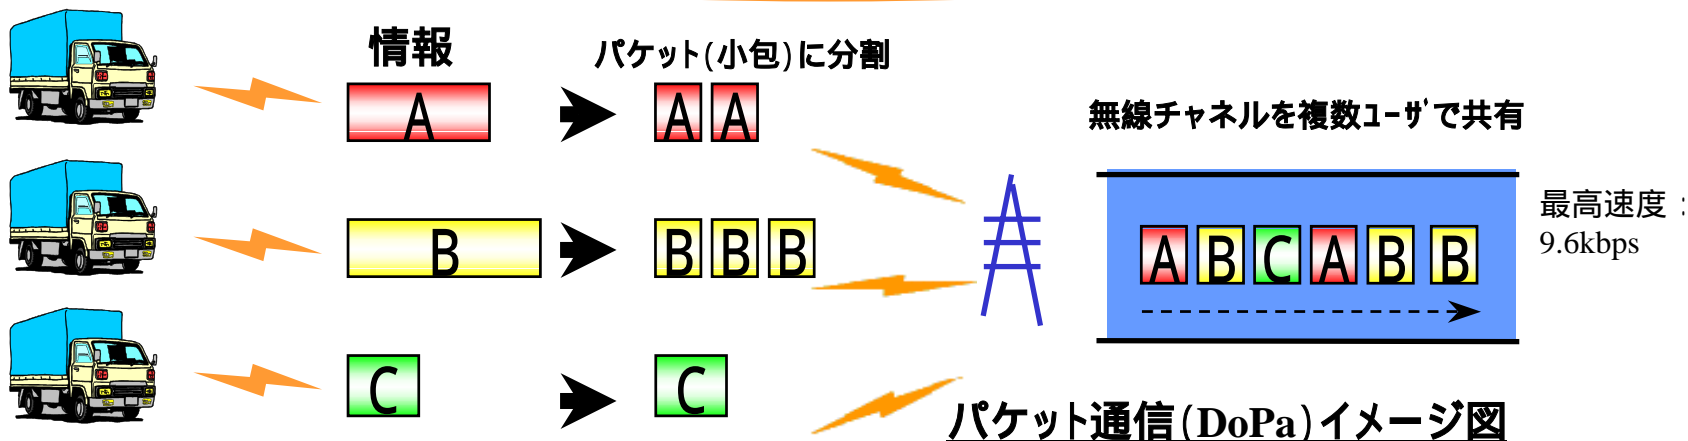 情報
パケット(小包)に分割
無線チャネルを複数ﾕｰｻﾞで共有
A
A A
最高速度：
9.6kbps
B
B B B
A B C A B B
C
C
パケット通信(DoPa)イメージ図